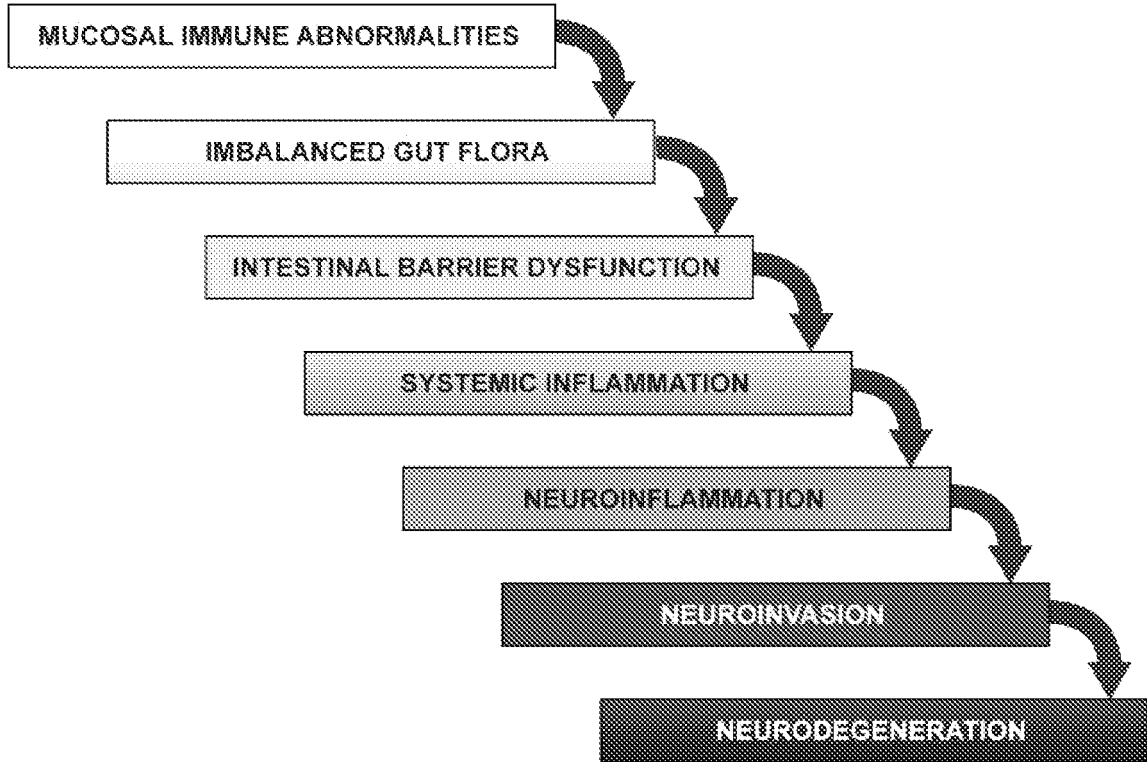 MUCOSAL IMMUNE ABNORMALITIES
IMBALANCED GUT FLORA
INTESTINAL BARRIER DYSFUNCTION
SYSTEMIC INFLAMMATION
NEUROINFLAMMATION
NEUROINVASION
NEURODEGENERATION